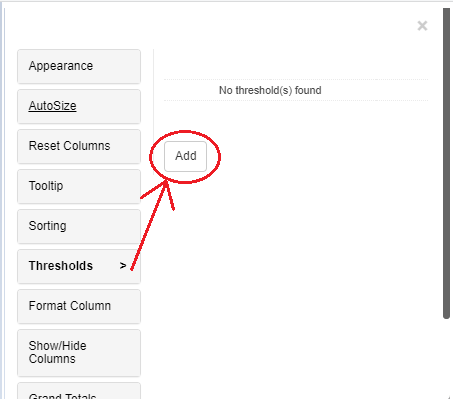 ×
Appearance
AutoSize
Reset Columns
Tooltip
Sorting
Thresholds >
Format Column
Show/Hide
Columns
Grand Totals
No threshold(s) found
Add